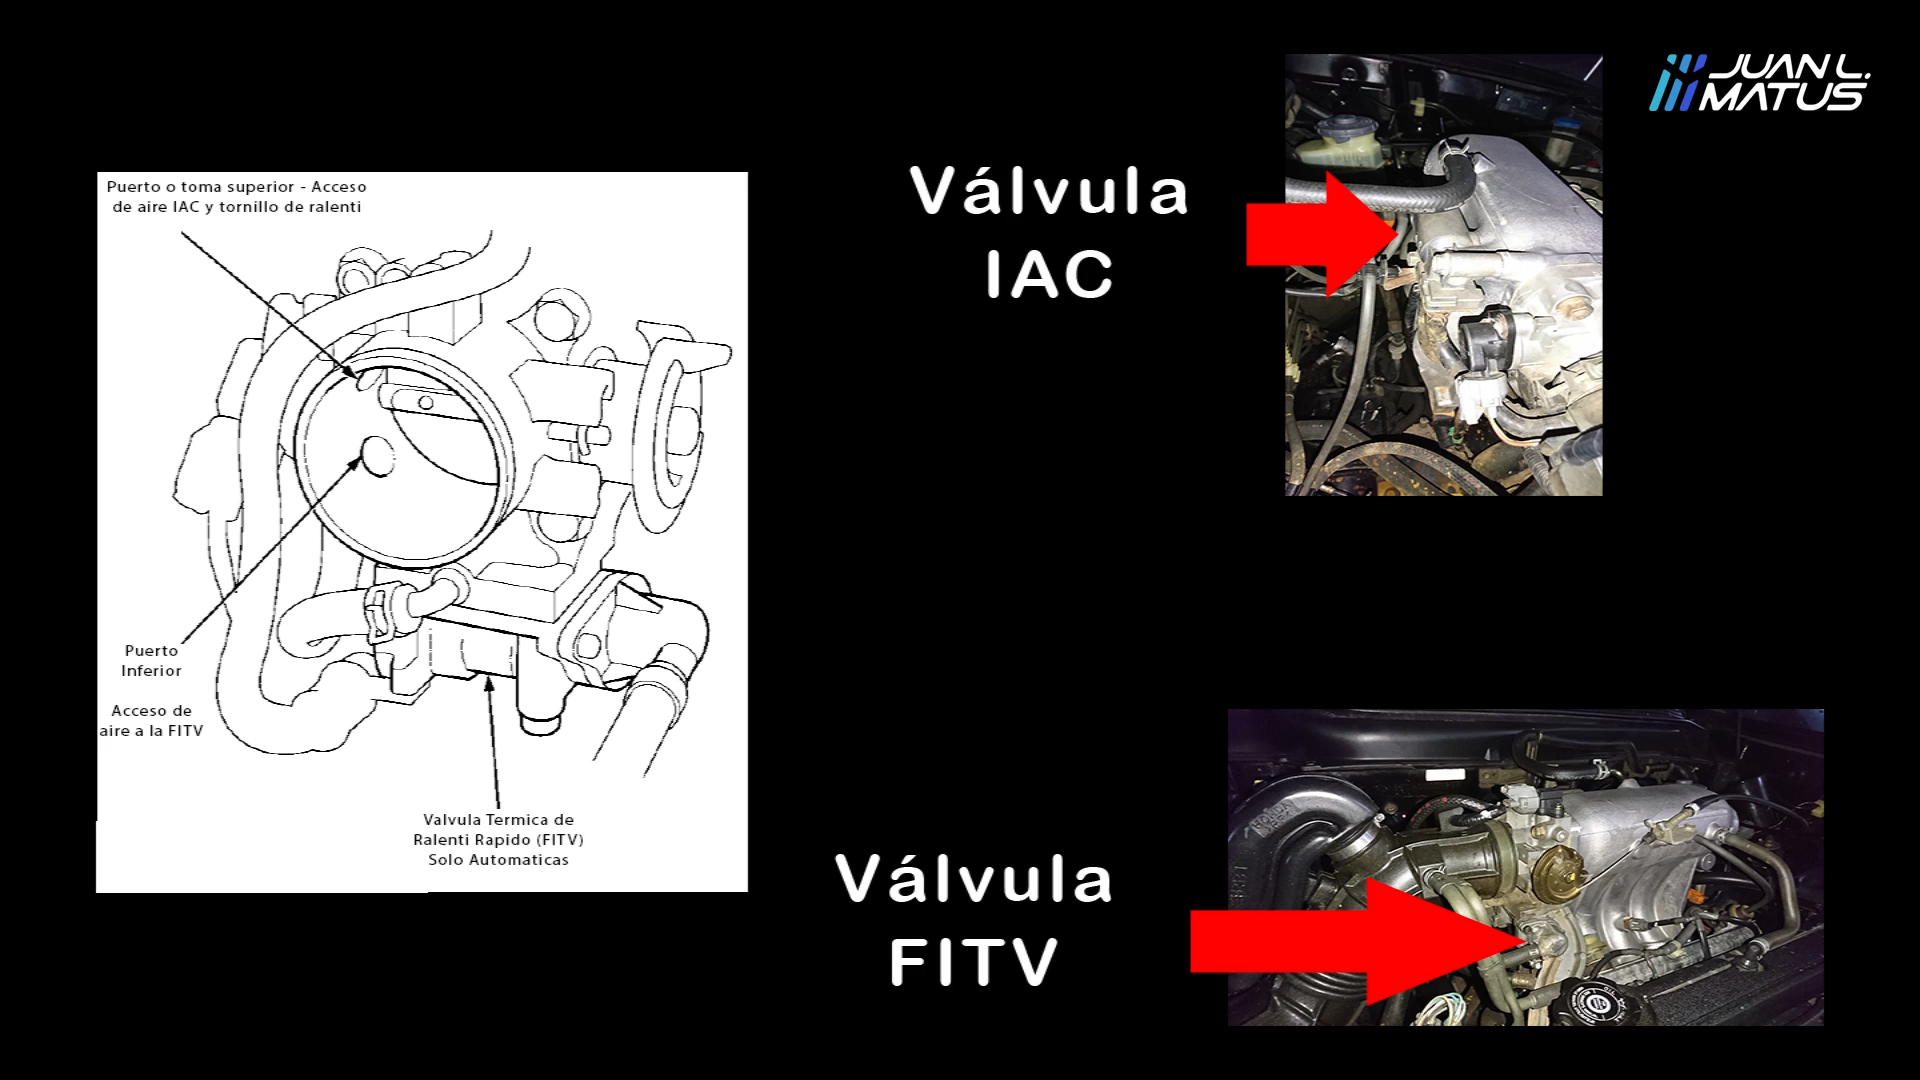 JUAN L.
MATUS
Puerto o toma superior - Acceso
de aire IAC y tornillo de ralenti
Válvula
IAC
Puerto
Inferior
Acceso de
aire a la FITV
Valvula Termica de
Ralenti Rapido (FITV)
Solo Automaticas
Válvula
FITV
HONDA